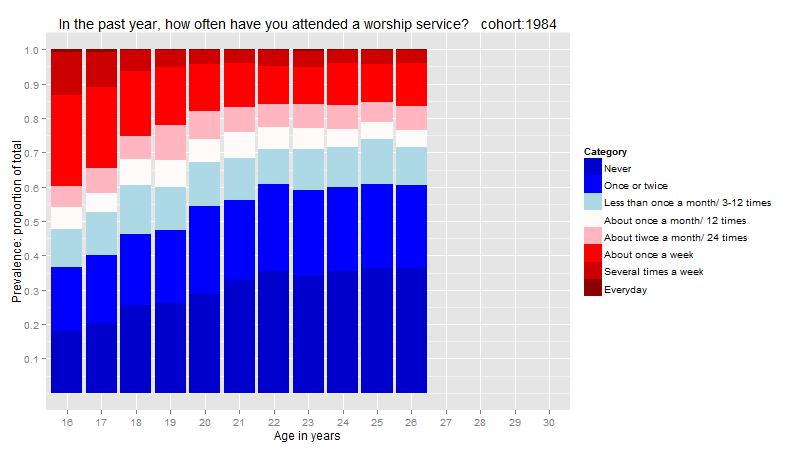 In the past year, how often have you attended a worship service?   cohort:1984
Prevalence: proportion of total
1.0
0.9
0.8
0.7
0.6
0.5
0.4
0.3
0.2
0.1
16 17 18 19 20 21 22 23 24 25 26 27 28 29 30
Age in years
Category
Never
Once or twice
Less than once a month/ 3-12 times
About once a month/ 12 times
About tiwce a month/ 24 times
About once a week
Several times a week
Everyday